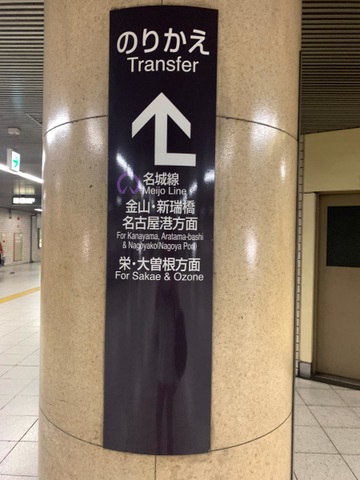 のりかえ
Transfer
名城線
Meijo Line
金山・新瑞橋
名古屋港方面
For Kanayama, Aratama-bashi
& Nagoyako(Nagoya Port)
栄・大曽根方面
For Sakae & Ozone